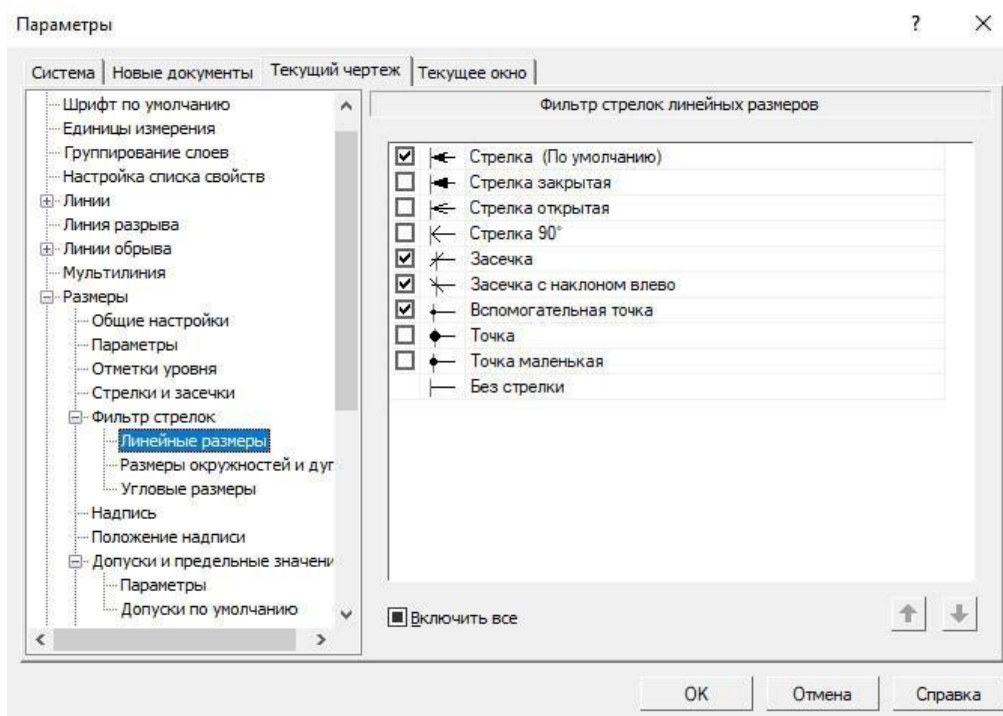 Параметры
Система
Новые документы
Текущий чертеж
Текущее окно
Шрифт по умолчанию
Единицы измерения
Группирование слоев
Настройка списка свойств
Линии
Линия разрыва
Линии обрыва
Мультилиния
Размеры
Общие настройки
Параметры
Отметки уровня
Стрелки и засечки
Фильтр стрелок
Линейные размеры
Размеры окружностей и дуг
Угловые размеры
Надпись
Положение надписи
Допуски и предельные значени
Параметры
Допуски по умолчанию
Фильтр стрелок линейных размеров
Стрелка (По умолчанию)
Стрелка закрытая
Стрелка открытая
Стрелка 90°
Засечка
Засечка с наклоном влево
Вспомогательная точка
Точка
Точка маленькая
Без стрелки
Включить все
OK
Отмена
Справка